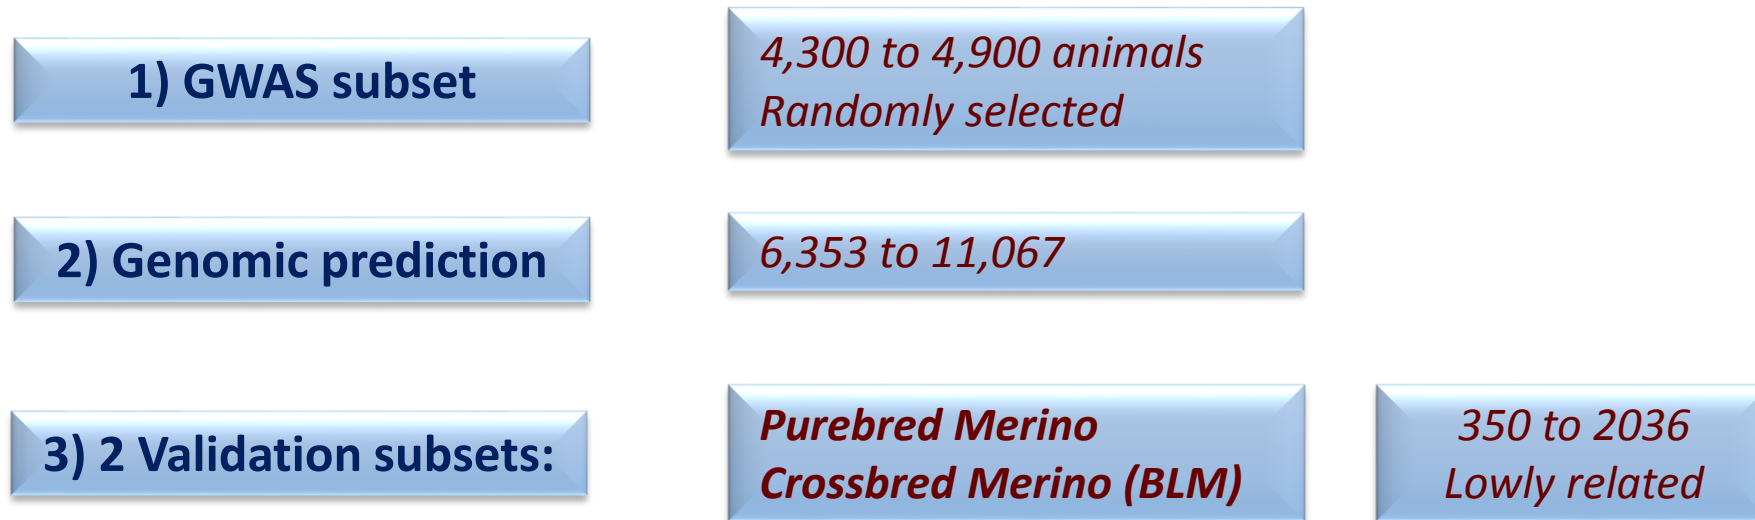 1) GWAS subset
4,300 to 4,900 animals
Randomly selected
2) Genomic prediction
6,353 to 11,067
3) 2 Validation subsets:
Purebred Merino
Crossbred Merino (BLM)
350 to 2036
Lowly related